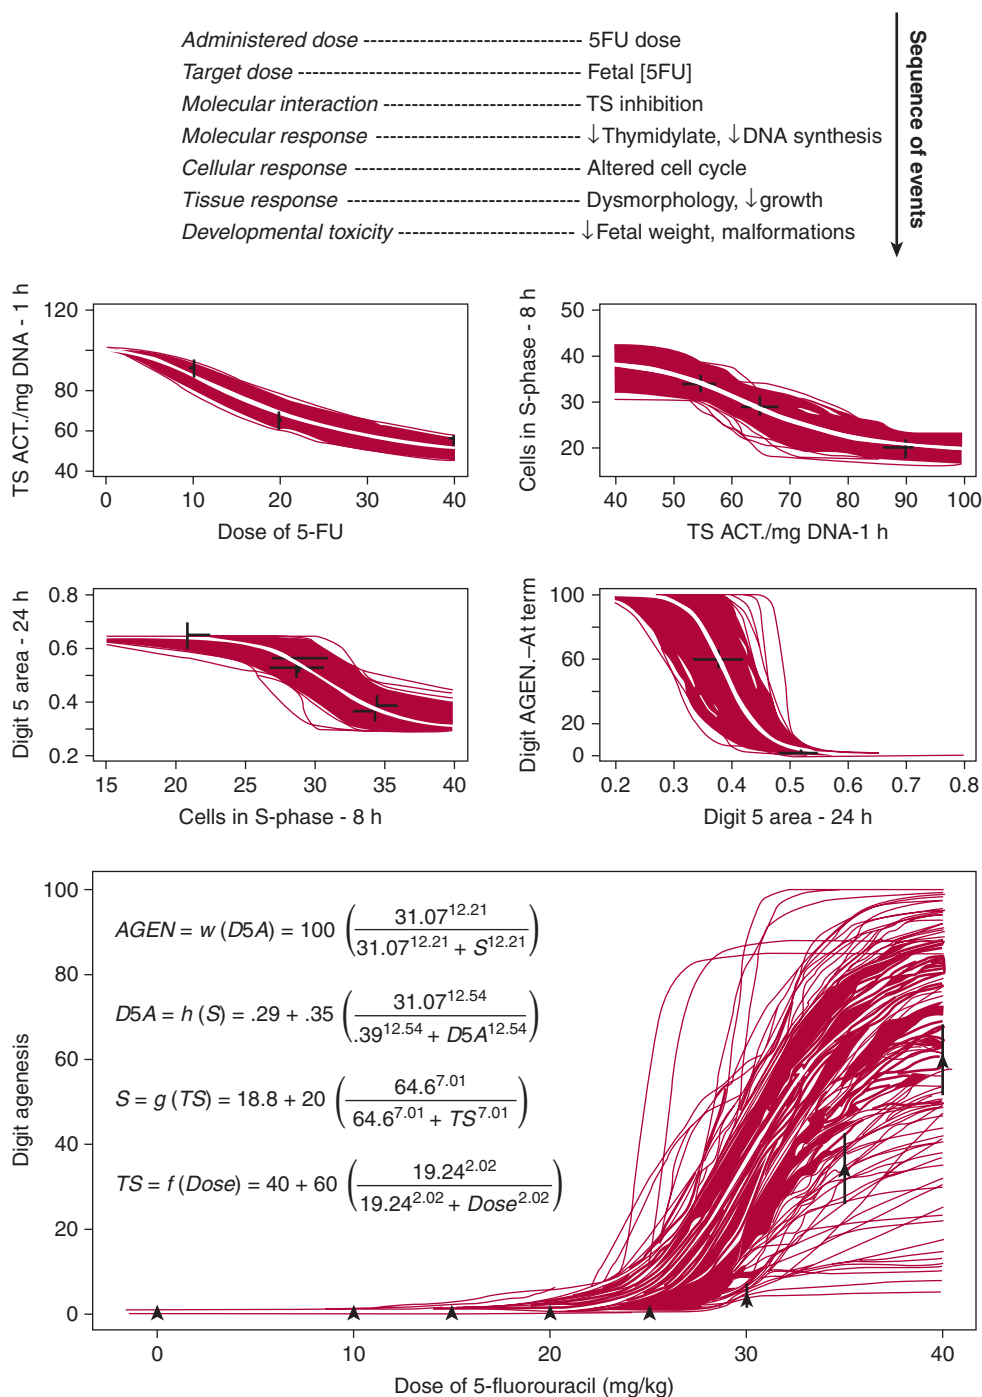 Administered dose ---------------------------------- 5FU dose
Target dose ------------------------------------------- Fetal [5FU]
Molecular interaction ------------------------------ TS inhibition
Molecular response -------------------------------- ↓Thymidylate, ↓DNA synthesis
Cellular response ----------------------------------- Altered cell cycle
Tissue response ------------------------------------- Dysmorphology, ↓growth
Developmental toxicity --------------------------- ↓Fetal weight, malformations
Sequence of events
TS ACT./mg DNA - 1 h
120
80
60
40
0 10 20 30 40
Dose of 5-FU
Cells in S-phase - 8 h
50
40
30
20
40 50 60 70 80 90 100
TS ACT./mg DNA-1 h
Digit 5 area - 24 h
0.8
0.6
0.4
0.2
15 20 25 30 35 40
Cells in S-phase - 8 h
Digit AGEN.–At term
100
60
20
0
0.2 0.3 0.4 0.5 0.6 0.7 0.8
Digit 5 area - 24 h
Digit agenesis
100
80
60
40
20
0
AGEN = w (D5A) = 100 (31.07^12.21 / (31.07^12.21 + S^12.21))
D5A = h (S) = .29 + .35 (31.07^12.54 / (.39^12.54 + D5A^12.54))
S = g (TS) = 18.8 + 20 (64.6^7.01 / (64.6^7.01 + TS^7.01))
TS = f (Dose) = 40 + 60 (19.24^2.02 / (19.24^2.02 + Dose^2.02))
0 10 20 30 40
Dose of 5-fluorouracil (mg/kg)